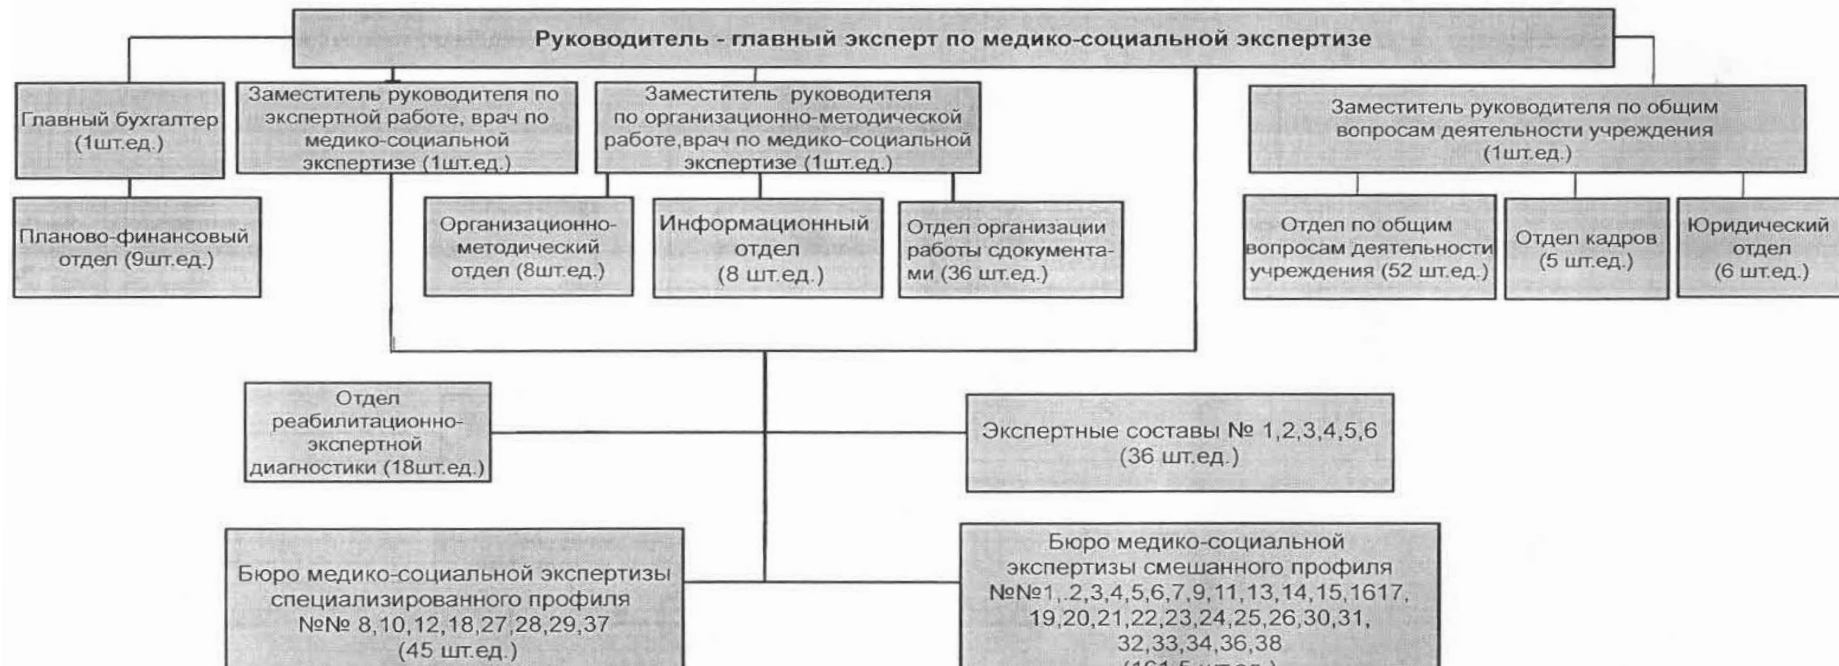 Руководитель - главный эксперт по медико-социальной экспертизе
Главный бухгалтер
(1шт.ед.)
Заместитель руководителя по
экспертной работе, врач по
медико-социальной
экспертизе (1шт.ед.)
Заместитель руководителя
по организационно-методической
работе,врач по медико-социальной
экспертизе (1шт.ед.)
Заместитель руководителя по общим
вопросам деятельности учреждения
(1шт.ед.)
Планово-финансовый
отдел (9шт.ед.)
Организационно-
методический
отдел (8шт.ед.)
Информационный
отдел
(8 шт.ед.)
Отдел организации
работы сдокумента-
ми (36 шт.ед.)
Отдел по общим
вопросам деятельности
учреждения (52 шт.ед.)
Отдел кадров
(5 шт.ед.)
Юридический
отдел
(6 шт.ед.)
Отдел
реабилитационно-
экспертной
диагностики (18шт.ед.)
Экспертные составы № 1,2,3,4,5,6
(36 шт.ед.)
Бюро медико-социальной экспертизы
специализированного профиля
№№ 8,10,12,18,27,28,29,37
(45 шт.ед.)
Бюро медико-социальной
экспертизы смешанного профиля
№№1,.2,3,4,5,6,7,9,11,13,14,15,1617,
19,20,21,22,23,24,25,26,30,31,
32,33,34,36,38